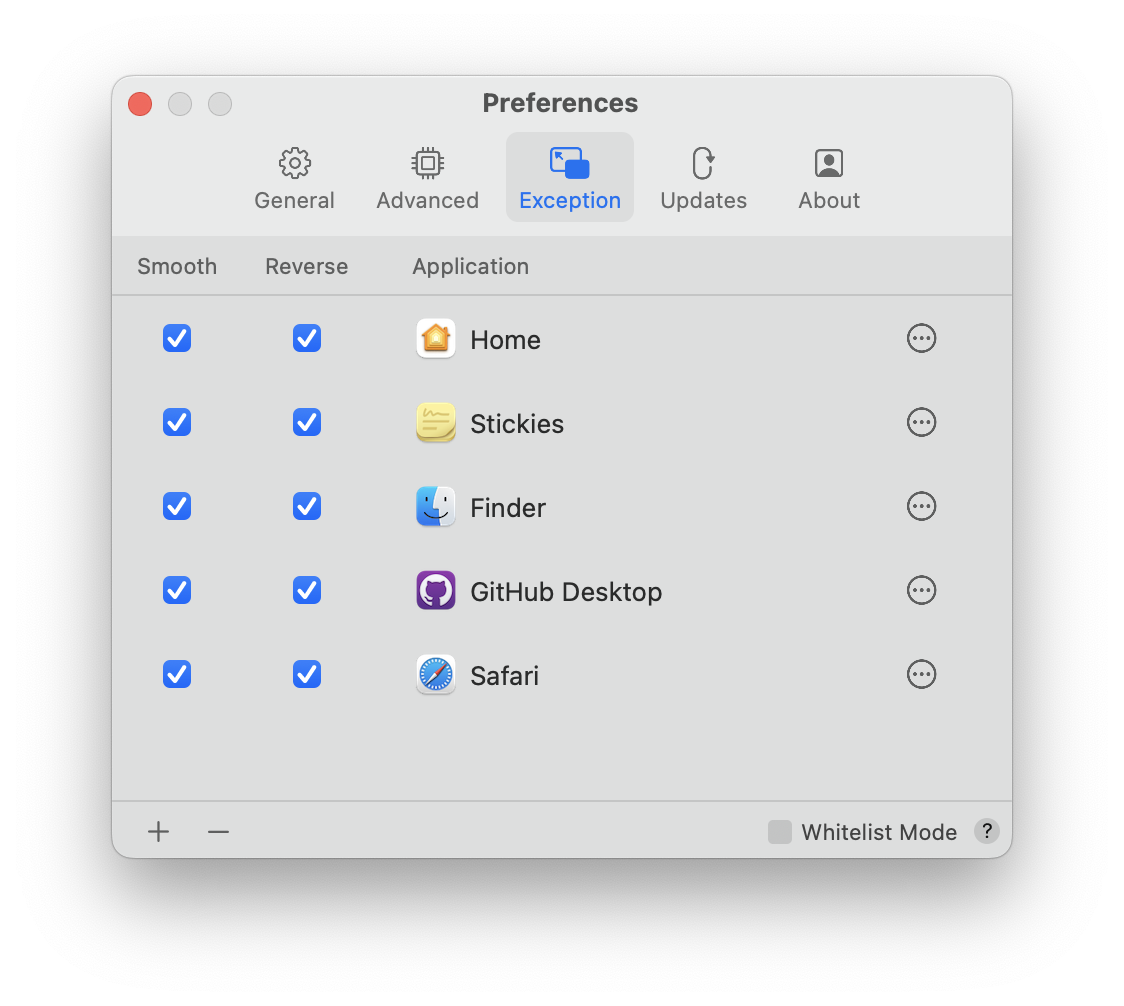 Preferences
General Advanced Exception Updates About
Smooth Reverse Application
Home
Stickies
Finder
GitHub Desktop
Safari
Whitelist Mode ?